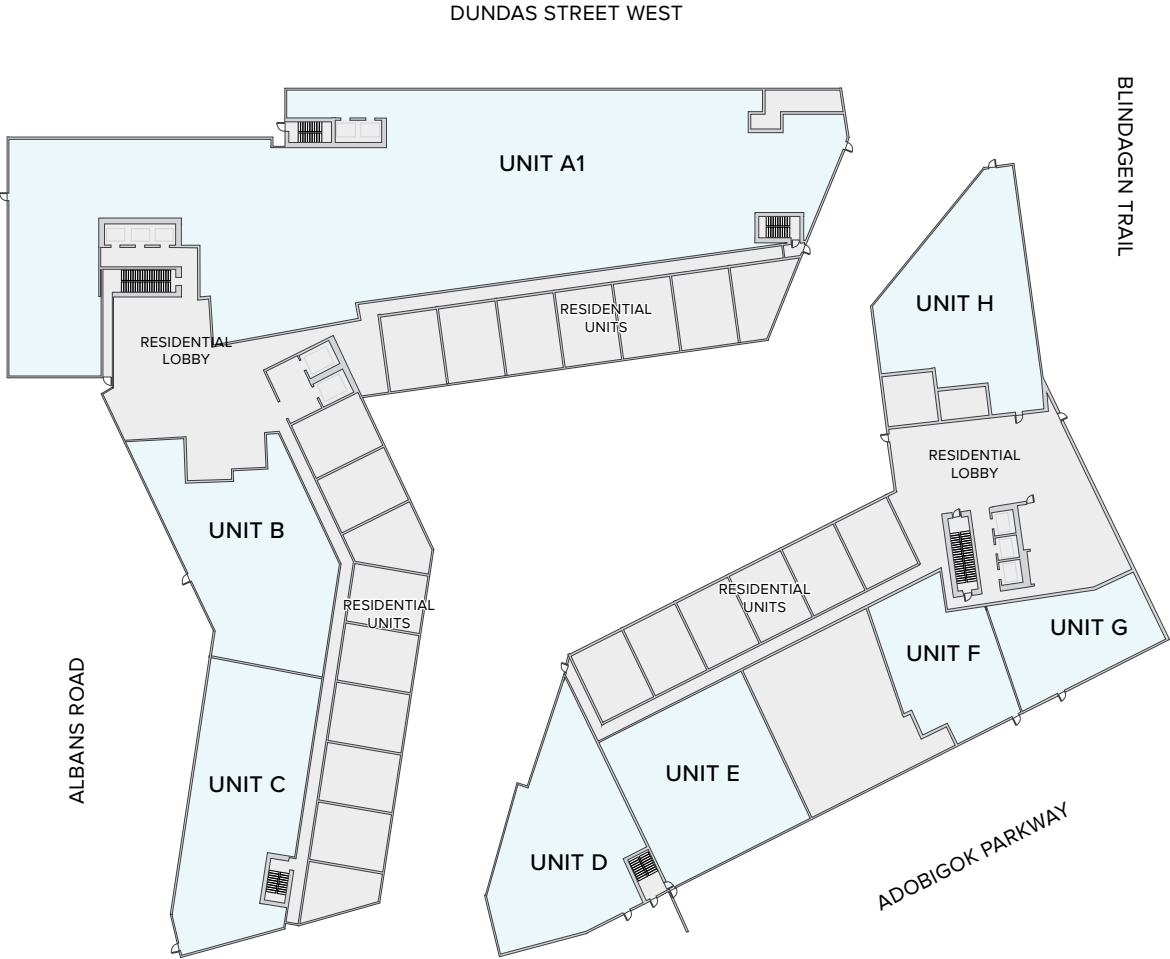 DUNDAS STREET WEST
BLINDAGEN TRAIL
UNIT A1
UNIT H
RESIDENTIAL
UNITS
RESIDENTIAL
LOBBY
RESIDENTIAL
LOBBY
UNIT B
RESIDENTIAL
UNITS
RESIDENTIAL
UNITS
UNIT G
UNIT F
ALBANS ROAD
UNIT E
UNIT C
UNIT D
ADOBIGOK PARKWAY